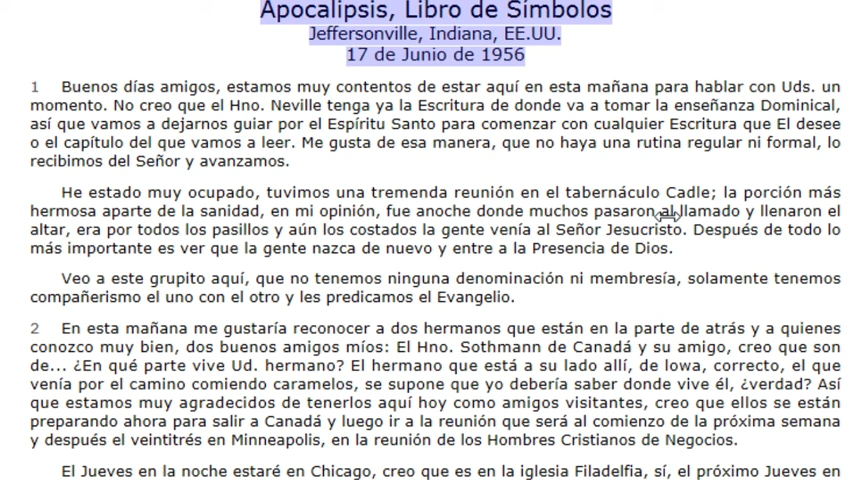 Apocalipsis, Libro de Símbolos
Jeffersonville, Indiana, EE.UU.
17 de Junio de 1956
1 Buenos días amigos, estamos muy contentos de estar aquí en esta mañana para hablar con Uds. un
momento. No creo que el Hno. Neville tenga ya la Escritura de donde va a tomar la enseñanza Dominical,
así que vamos a dejarnos guiar por el Espíritu Santo para comenzar con cualquier Escritura que El desee
o el capítulo del que vamos a leer. Me gusta de esa manera, que no haya una rutina regular ni formal, lo
recibimos del Señor y avanzamos.
He estado muy ocupado, tuvimos una tremenda reunión en el tabernáculo Cadle; la porción más
hermosa aparte de la sanidad, en mi opinión, fue anoche donde muchos pasaron al llamado y llenaron el
altar, era por todos los pasillos y aún los costados la gente venía al Señor Jesucristo. Después de todo lo
más importante es ver que la gente nazca de nuevo y entre a la Presencia de Dios.
Veo a este grupito aquí, que no tenemos ninguna denominación ni membresía, solamente tenemos
compañerismo el uno con el otro y les predicamos el Evangelio.
2 En esta mañana me gustaría reconocer a dos hermanos que están en la parte de atrás y a quienes
conozco muy bien, dos buenos amigos míos: El Hno. Sothmann de Canadá y su amigo, creo que son
de... ¿En qué parte vive Ud. hermano? El hermano que está a su lado allí, de Iowa, correcto, el que
venía por el camino comiendo caramelos, se supone que yo debería saber donde vive él, ¿verdad? Así
que estamos muy agradecidos de tenerlos aquí hoy como amigos visitantes, creo que ellos se están
preparando ahora para salir a Canadá y luego ir a la reunión que será al comienzo de la próxima semana
y después el veintitrés en Minneapolis, en la reunión de los Hombres Cristianos de Negocios.
El Jueves en la noche estaré en Chicago, creo que es en la iglesia Filadelfia, sí, el próximo Jueves en